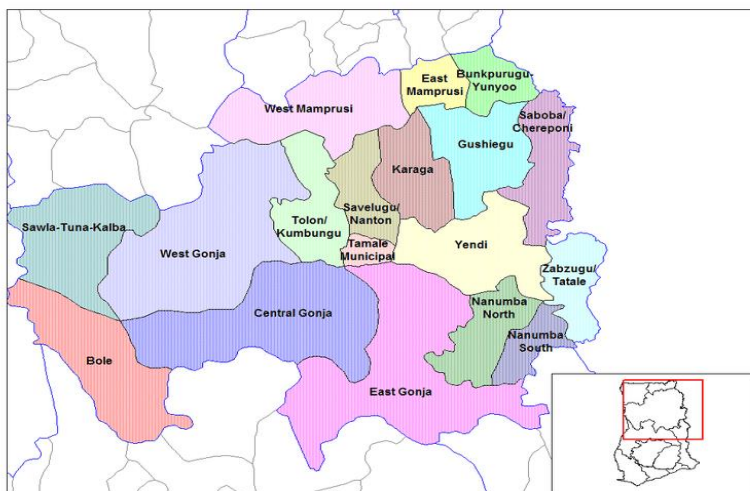 East
Mamprusi
Bunkpurugu-
Yunyoo
West Mamprusi
Saboba/
Chereponi
Gushiegu
Karaga
Savelugu/
Nanton
Tolon/
Kumbungu
Sawla-Tuna-Kalba
West Gonja
Tamale
Municipal
Yendi
Zabzugu/
Tatale
Central Gonja
Nanumba
North
Nanumba
South
Bole
East Gonja